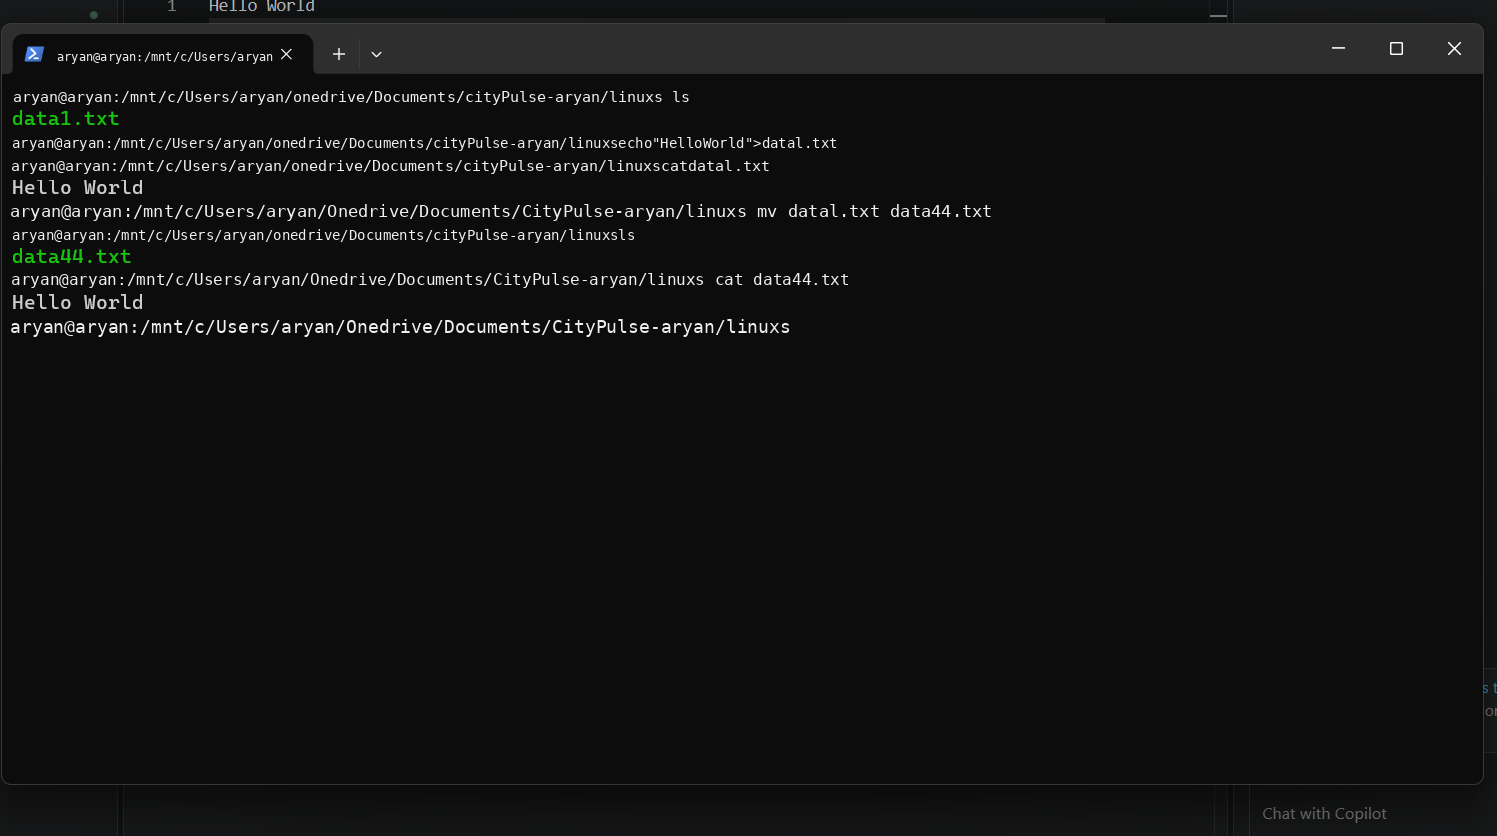 1 Hello World
aryan@aryan:/mnt/c/Users/aryan
aryan@aryan:/mnt/c/Users/aryan/onedrive/Documents/cityPulse-aryan/linuxs ls
data1.txt
aryan@aryan:/mnt/c/Users/aryan/onedrive/Documents/cityPulse-aryan/linuxsecho"HelloWorld">datal.txt
aryan@aryan:/mnt/c/Users/aryan/onedrive/Documents/cityPulse-aryan/linuxscatdatal.txt
Hello World
aryan@aryan:/mnt/c/Users/aryan/Onedrive/Documents/CityPulse-aryan/linuxs mv datal.txt data44.txt
aryan@aryan:/mnt/c/Users/aryan/onedrive/Documents/cityPulse-aryan/linuxsls
data44.txt
aryan@aryan:/mnt/c/Users/aryan/Onedrive/Documents/CityPulse-aryan/linuxs cat data44.txt
Hello World
aryan@aryan:/mnt/c/Users/aryan/Onedrive/Documents/CityPulse-aryan/linuxs
Chat with Copilot